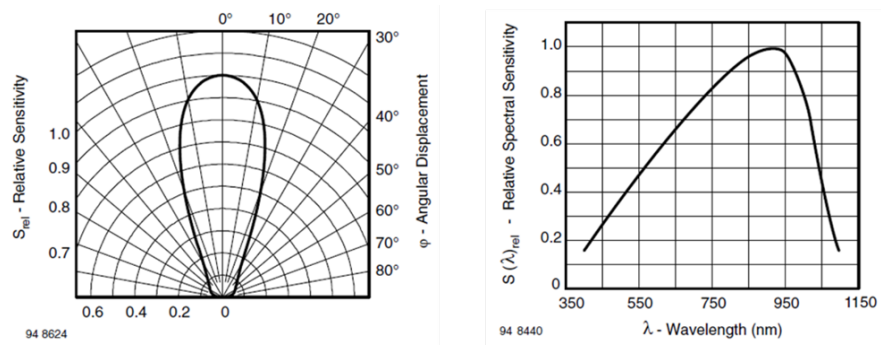 0° 10° 20°
30°
40°
50°
60°
70°
80°
φ - Angular Displacement
S rel - Relative Sensitivity
1.0
0.9
0.8
0.7
0.6 0.4 0.2 0
94 8624
S (λ) rel - Relative Spectral Sensitivity
1.0
0.8
0.6
0.4
0.2
0
350 550 750 950 1150
94 8440 λ - Wavelength (nm)